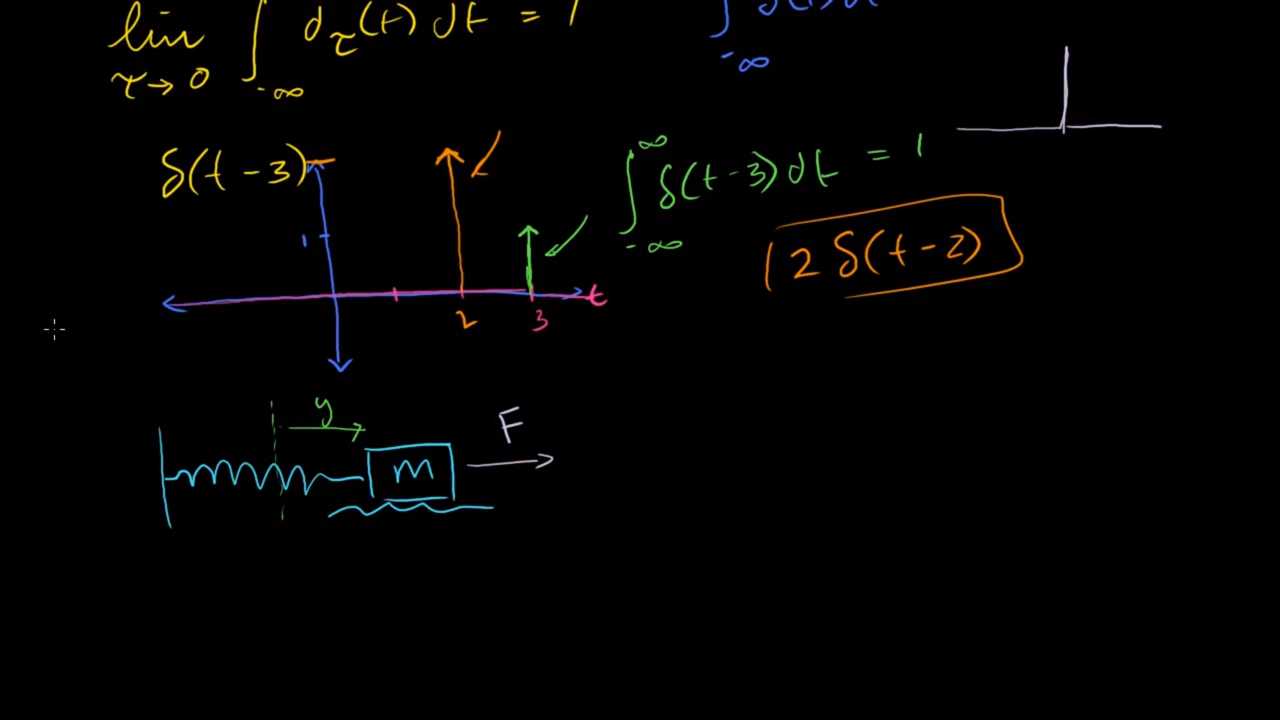 lim ∫ d_τ(t) dt = 1
τ→0 -∞
-∞
δ(t-3)
∫_{-∞}^{∞} δ(t-3) dt = 1
1
2 δ(t-2)
t
2 3
y
F
m